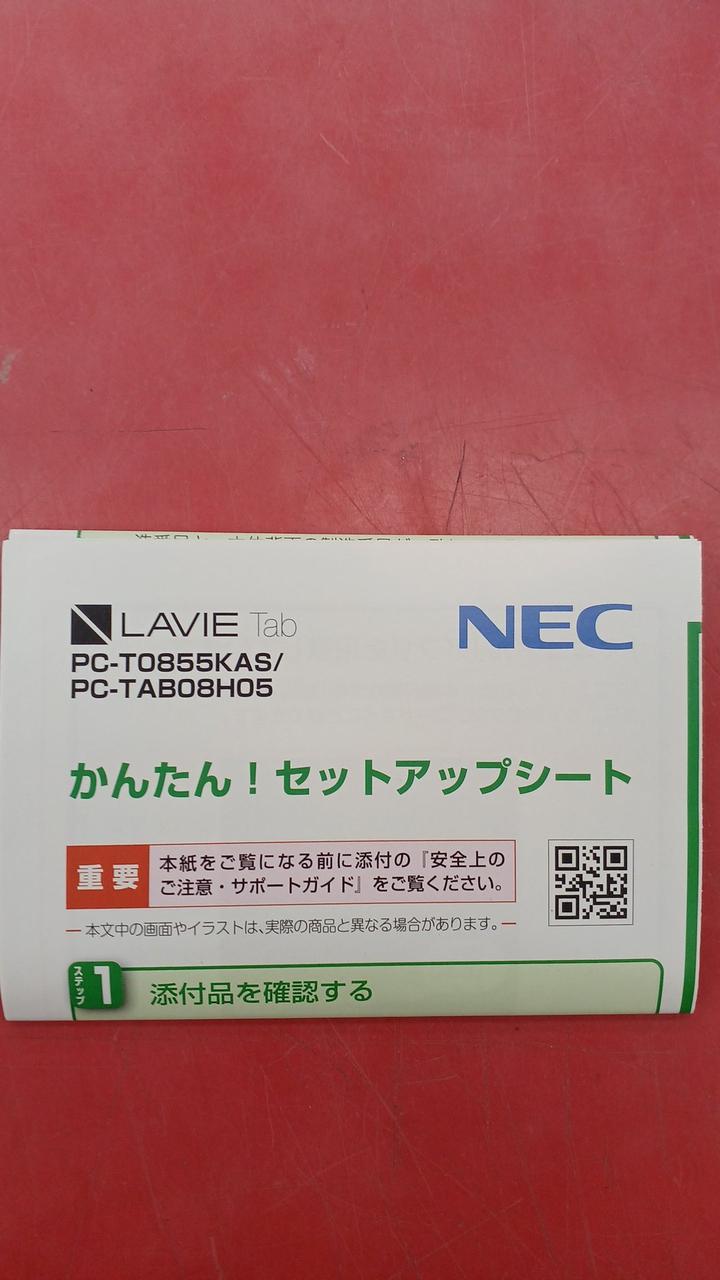 LAVIE Tab
NEC
PC-T0855KAS/
PC-TAB08H05
かんたん！セットアップシート
重要
本紙をご覧になる前に添付の『安全上の
ご注意・サポートガイド』をご覧ください。
本文中の画面やイラストは、実際の商品と異なる場合があります。
ステップ1
添付品を確認する